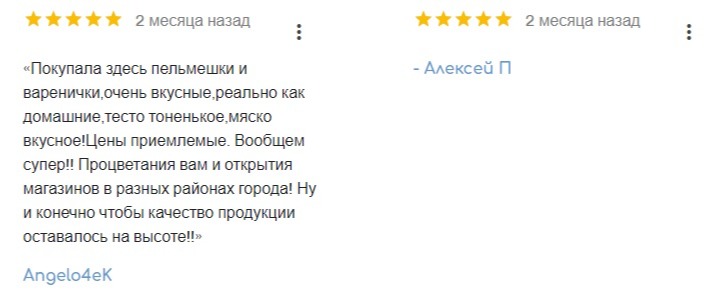 2 месяца назад
«Покупала здесь пельмешки и
варенички,очень вкусные,реально как
домашние,тесто тоненькое,мяско
вкусное!Цены приемлемые. Вообщем
супер!! Процветания вам и открытия
магазинов в разных районах города! Ну
и конечно чтобы качество продукции
оставалось на высоте!!»
Angelo4eK
2 месяца назад
- Алексей П